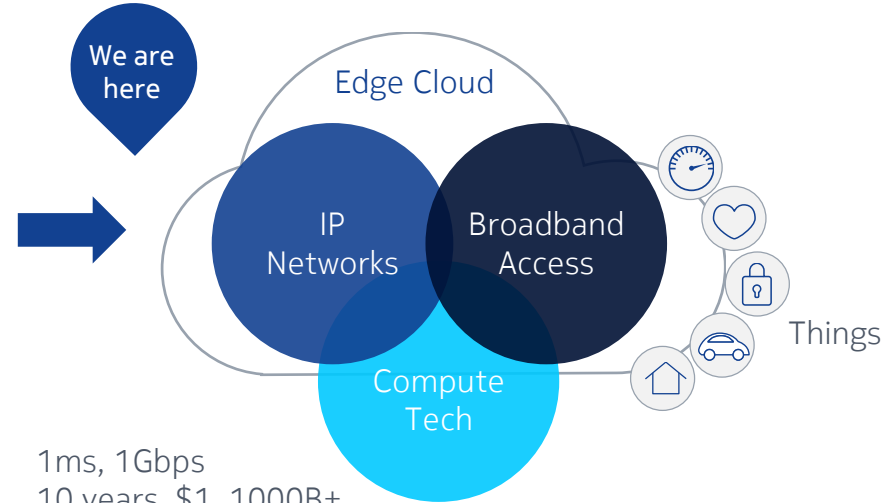 We are
here
Edge Cloud
IP
Networks
Broadband
Access
Things
Compute
Tech
1ms, 1Gbps
10 years, $1, 1000B+